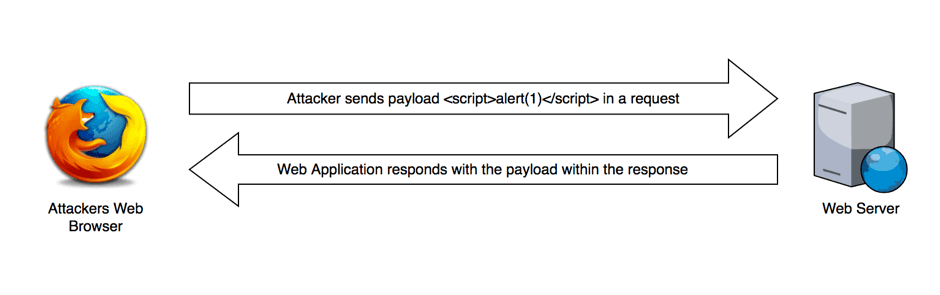 Attacker sends payload <script>alert(1)</script> in a request
Web Application responds with the payload within the response
Attackers Web
Browser
Web Server